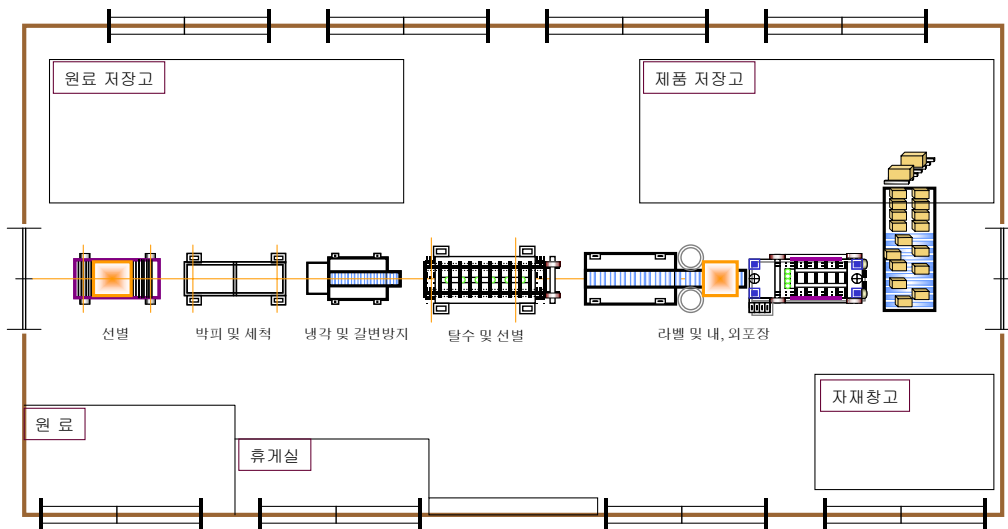 원료 저장고
제품 저장고
선별
박피 및 세척
냉각 및 갈변방지
탈수 및 선별
라벨 및 내, 외포장
자재창고
원 료
휴게실